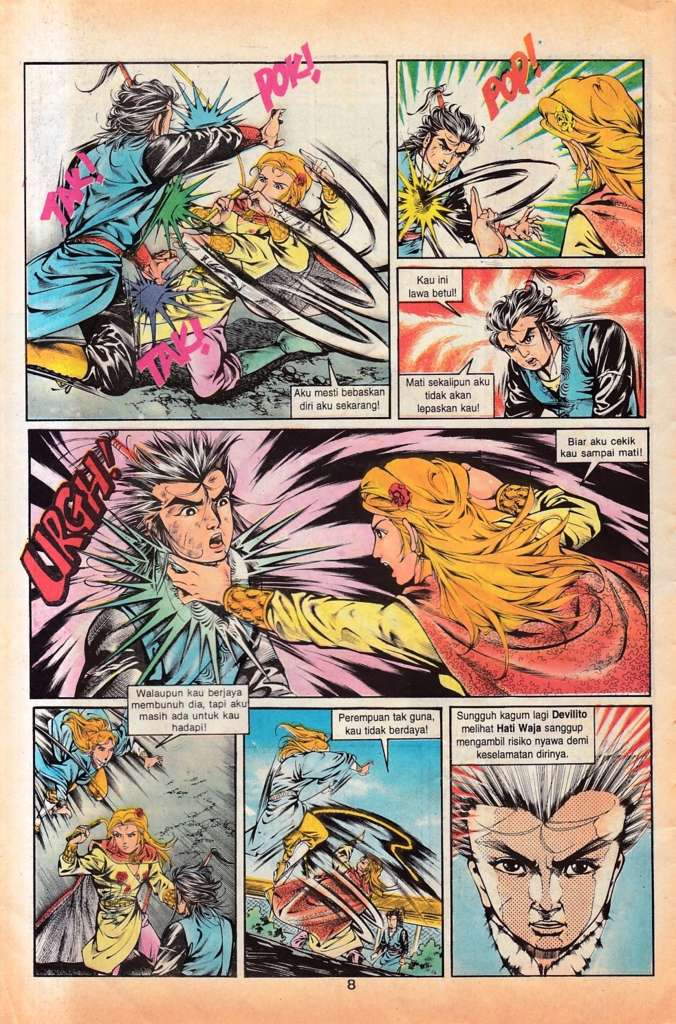 POK!
TAK!
TAK!
Aku mesti bebaskan
diri aku sekarang!
POP!
Kau ini
lawa betul!
Mati sekalipun aku
tidak akan
lepaskan kau!
URGH!
Biar aku cekik
kau sampai mati!
Walaupun kau berjaya
membunuh dia, tapi aku
masih ada untuk kau
hadapi!
Perempuan tak guna,
kau tidak berdaya!
Sungguh kagum lagi Devilito
melihat Hati Waja sanggup
mengambil risiko nyawa demi
keselamatan dirinya.
8